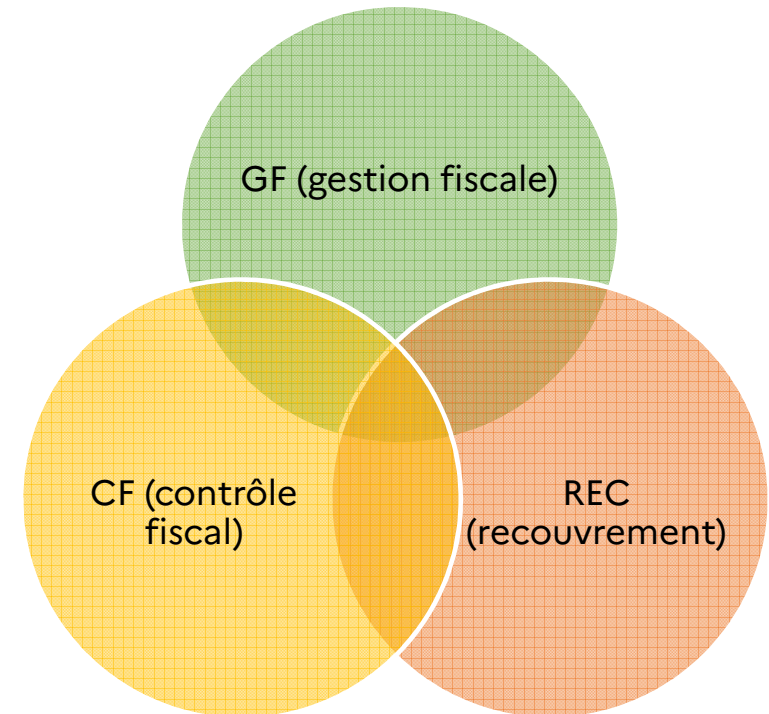 GF (gestion fiscale)
CF (contrôle
fiscal)
REC
(recouvrement)